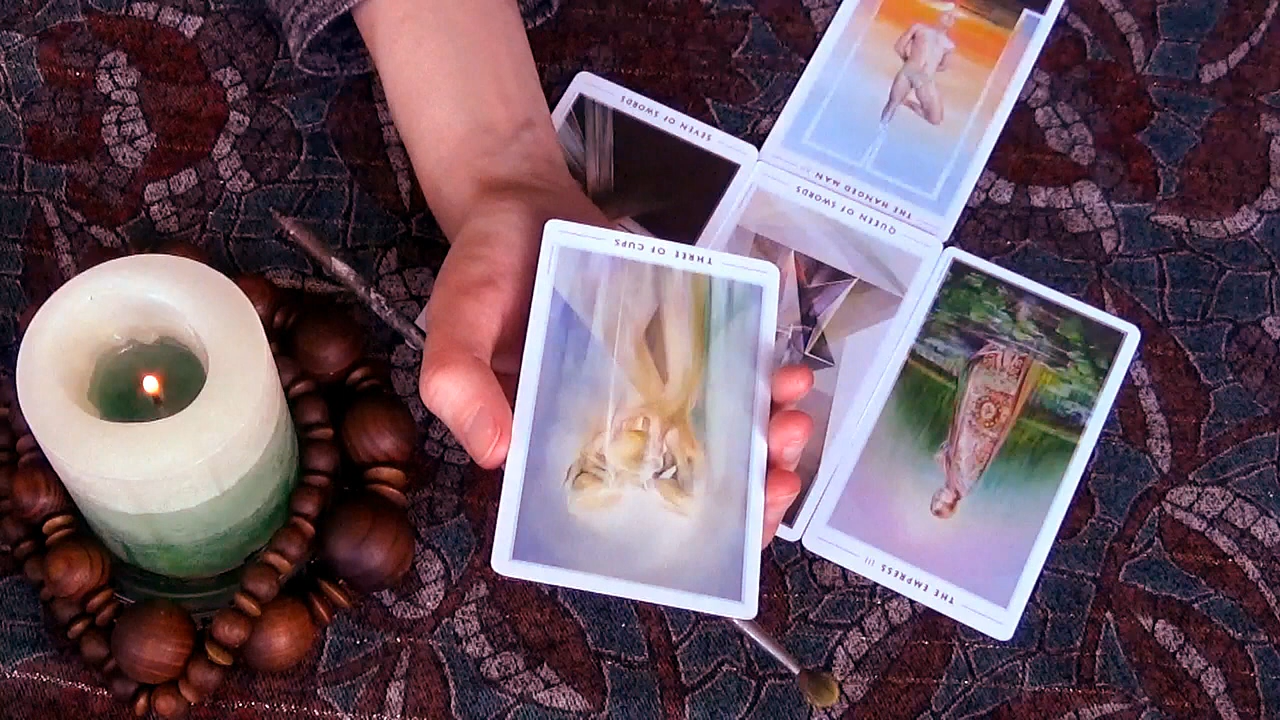 SEVEN OF SWORDS
THE HANGED MAN
QUEEN OF SWORDS
THREE OF CUPS
THE EMPRESS III